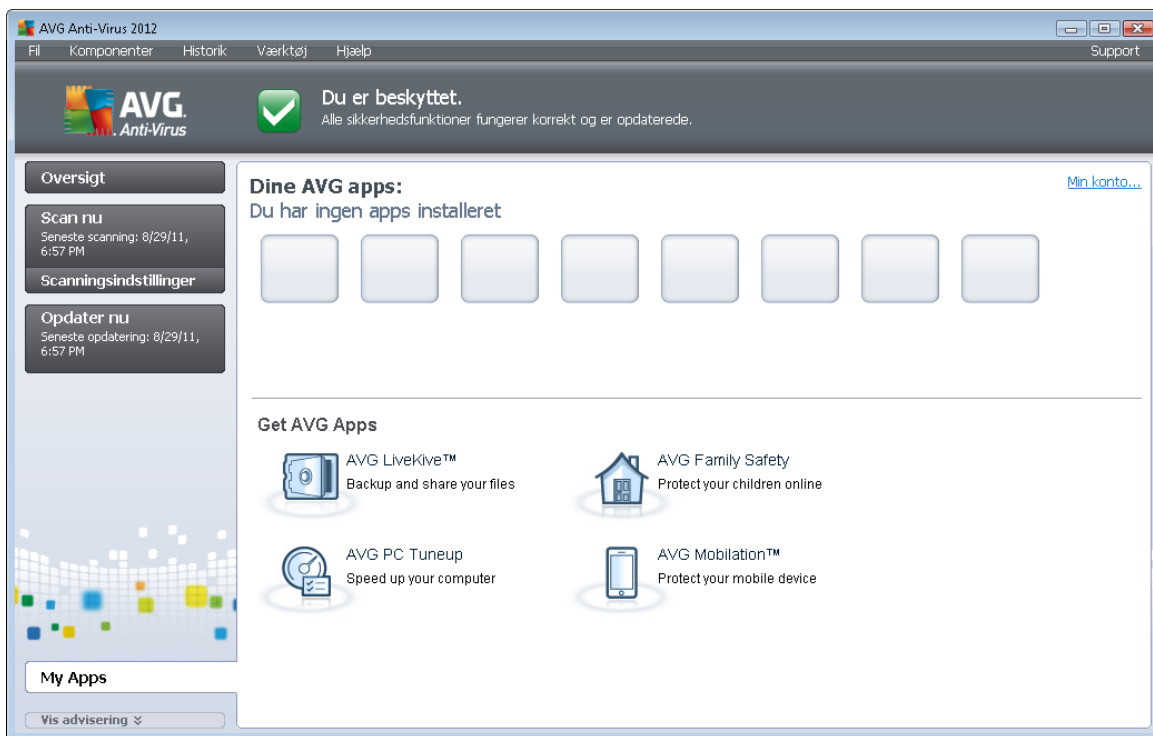 AVG Anti-Virus 2012
Fil Komponenter Historik Værktøj Hjælp Support
AVG.
Anti-Virus
Du er beskyttet.
Alle sikkerhedsfunktioner fungerer korrekt og er opdaterede.
Oversigt
Scan nu
Seneste scanning: 8/29/11,
6:57 PM
Scanningsindstillinger
Opdater nu
Seneste opdatering: 8/29/11,
6:57 PM
My Apps
Vis advisering
Dine AVG apps:
Min konto...
Du har ingen apps installeret
Get AVG Apps
AVG LiveKive™
Backup and share your files
AVG Family Safety
Protect your children online
AVG PC Tuneup
Speed up your computer
AVG Mobilation™
Protect your mobile device